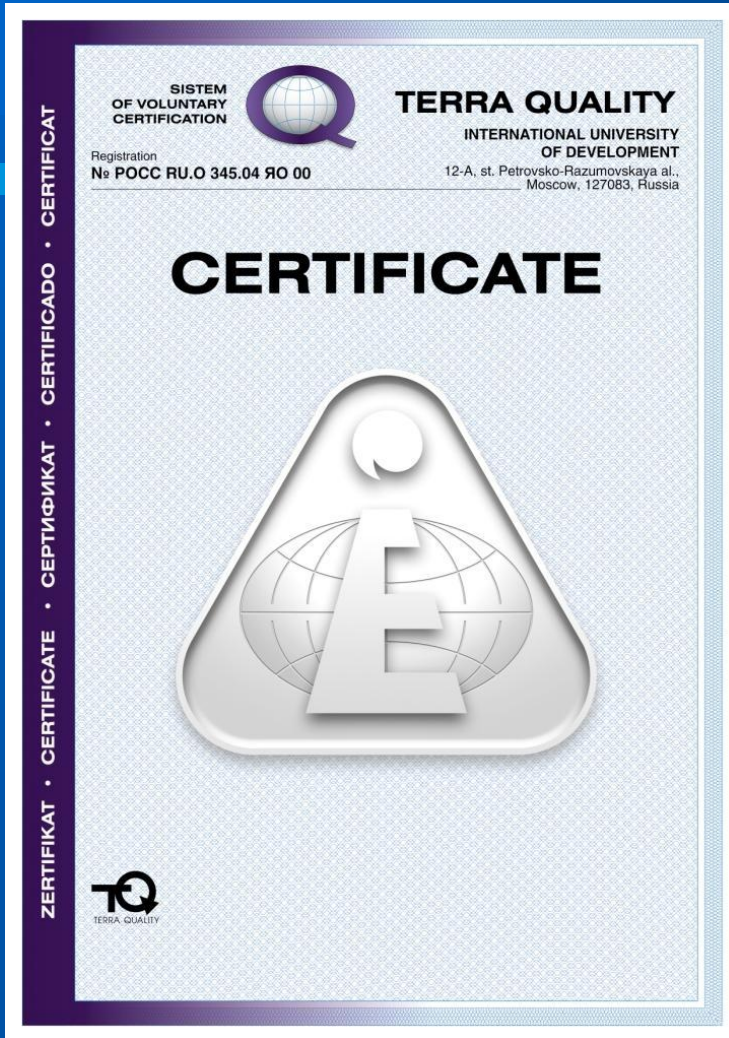 SISTEM
OF VOLUNTARY
CERTIFICATION
Registration
№ РОСС RU.О 345.04 ЯО 00
TERRA QUALITY
INTERNATIONAL UNIVERSITY
OF DEVELOPMENT
12-A, st. Petrovsko-Razumovskaya al.,
Moscow, 127083, Russia
CERTIFICATE
ZERTIFIKAT • CERTIFICATE • СЕРТИФИКАТ • CERTIFICADO • CERTIFICAT
TQ
TERRA QUALITY